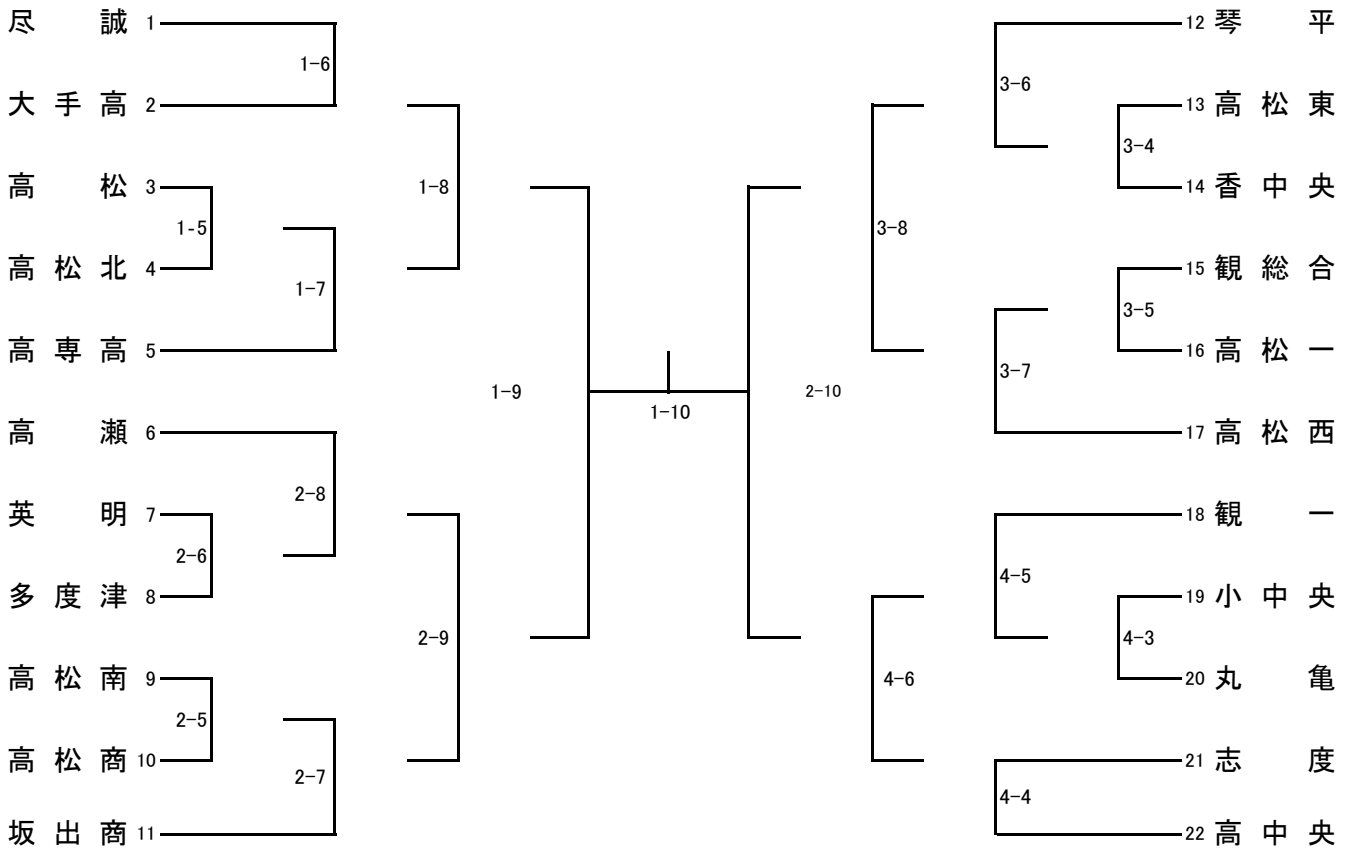 尽誠 1
1-6
大手高 2
高松 3
1-5
高松北 4
1-7
高専高 5
1-8
高瀬 6
2-8
英明 7
2-6
多度津 8
高松南 9
2-5
高松商 10
2-7
坂出商 11
2-9
1-9
1-10
2-10
12 琴平
3-6
13 高松東
3-4
14 香中央
3-8
15 観総合
3-5
16 高松一
3-7
17 高松西
18 観一
4-5
19 小中央
4-3
20 丸亀
4-6
21 志度
4-4
22 高中央